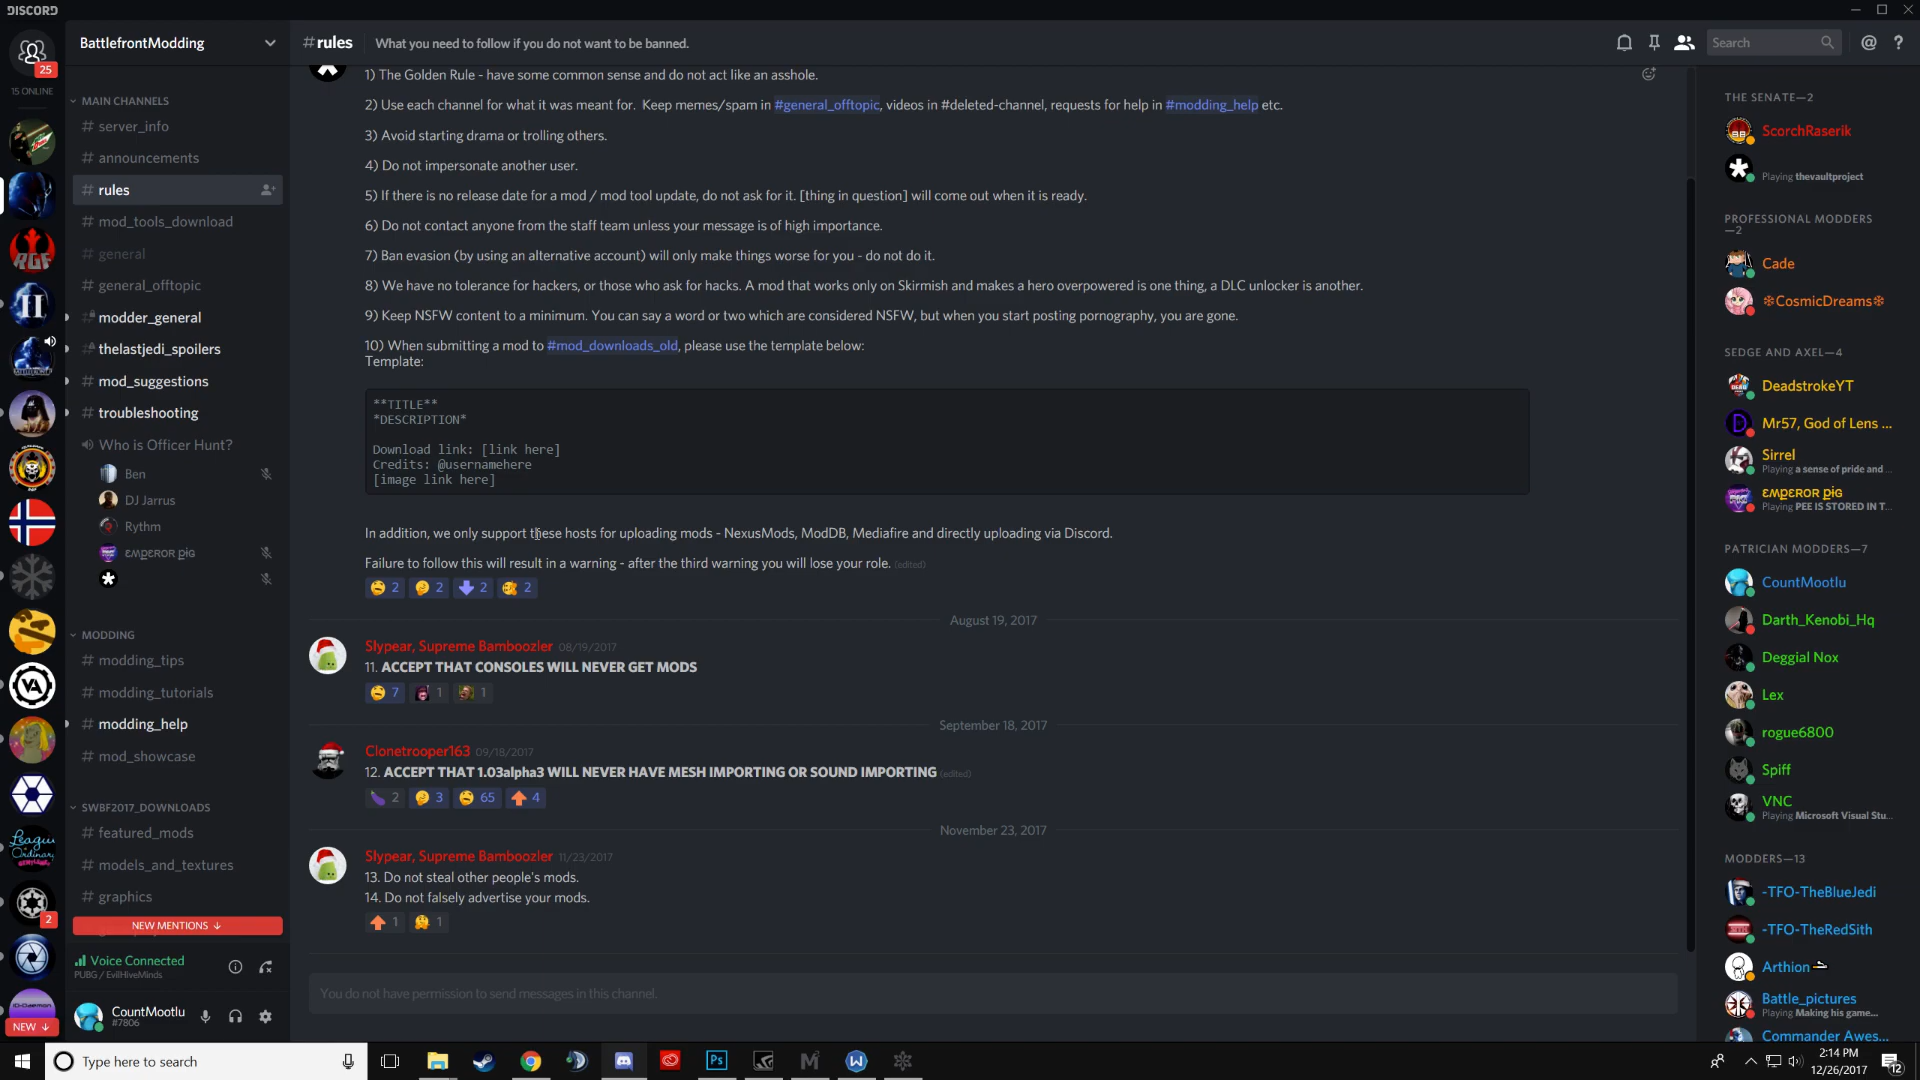 DISCORD
25
15 ONLINE
2
NEW ↓
BattlefrontModding
MAIN CHANNELS
# server_info
# announcements
# rules
# mod_tools_download
# general
# general_offtopic
# modder_general
# thelastjedi_spoilers
# mod_suggestions
# troubleshooting
Who is Officer Hunt?
Ben
DJ Jarrus
Rythm
εмρεяоя ρig
MODDING
# modding_tips
# modding_tutorials
# modding_help
# mod_showcase
SWBF2017_DOWNLOADS
# featured_mods
# models_and_textures
# graphics
NEW MENTIONS ↓
Voice Connected
PUBG / EvilHiveMinds
CountMootlu
#7806
# rules
What you need to follow if you do not want to be banned.
Search
1) The Golden Rule - have some common sense and do not act like an asshole.
2) Use each channel for what it was meant for. Keep memes/spam in #general_offtopic, videos in #deleted-channel, requests for help in #modding_help etc.
3) Avoid starting drama or trolling others.
4) Do not impersonate another user.
5) If there is no release date for a mod / mod tool update, do not ask for it. [thing in question] will come out when it is ready.
6) Do not contact anyone from the staff team unless your message is of high importance.
7) Ban evasion (by using an alternative account) will only make things worse for you - do not do it.
8) We have no tolerance for hackers, or those who ask for hacks. A mod that works only on Skirmish and makes a hero overpowered is one thing, a DLC unlocker is another.
9) Keep NSFW content to a minimum. You can say a word or two which are considered NSFW, but when you start posting pornography, you are gone.
10) When submitting a mod to #mod_downloads_old, please use the template below:
Template:
**TITLE**
*DESCRIPTION*
Download link: [link here]
Credits: @usernamehere
[image link here]
In addition, we only support these hosts for uploading mods - NexusMods, ModDB, Mediafire and directly uploading via Discord.
Failure to follow this will result in a warning - after the third warning you will lose your role. (edited)
2 2 2 2
August 19, 2017
Slypear, Supreme Bamboozler 08/19/2017
11. ACCEPT THAT CONSOLES WILL NEVER GET MODS
7 1 1
September 18, 2017
Clonetrooper163 09/18/2017
12. ACCEPT THAT 1.03alpha3 WILL NEVER HAVE MESH IMPORTING OR SOUND IMPORTING (edited)
2 3 65 4
November 23, 2017
Slypear, Supreme Bamboozler 11/23/2017
13. Do not steal other people's mods.
14. Do not falsely advertise your mods.
1 1
You do not have permission to send messages in this channel.
THE SENATE—2
ScorchRaserik
Playing thevaultproject
PROFESSIONAL MODDERS
—2
Cade
❄CosmicDreams❄
SEDGE AND AXEL—4
DeadstrokeYT
Mr57, God of Lens ...
Sirrel
Playing a sense of pride and ...
εмρεяоя ρig
Playing PEE IS STORED IN T...
PATRICIAN MODDERS—7
CountMootlu
Darth_Kenobi_Hq
Deggial Nox
Lex
rogue6800
Spiff
VNC
Playing Microsoft Visual Stu...
MODDERS—13
-TFO-TheBlueJedi
-TFO-TheRedSith
Arthion
Battle_pictures
Playing Making his game...
Commander Awes...
Type here to search
Ps
2:14 PM
12/26/2017
12